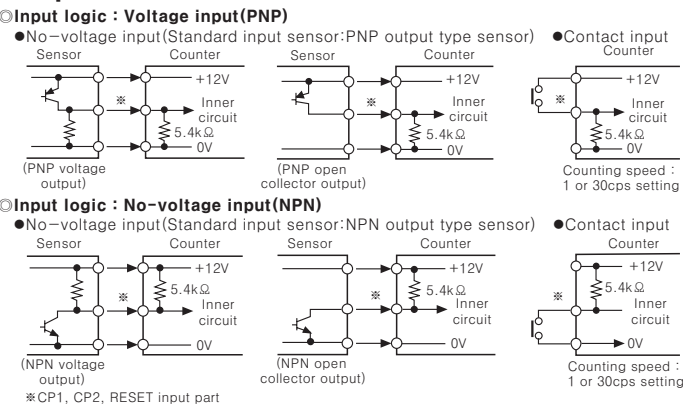 ◎Input logic : Voltage input(PNP)
●No-voltage input(Standard input sensor:PNP output type sensor) ●Contact input
Sensor Counter Sensor Counter Counter
+12V +12V +12V
※ Inner circuit ※ Inner circuit ※ Inner circuit
5.4kΩ 5.4kΩ 5.4kΩ
0V 0V 0V
(PNP voltage output) (PNP open collector output) Counting speed : 1 or 30cps setting
◎Input logic : No-voltage input(NPN)
●No-voltage input(Standard input sensor:NPN output type sensor) ●Contact input
Sensor Counter Sensor Counter Counter
+12V +12V +12V
5.4kΩ 5.4kΩ 5.4kΩ
※ Inner circuit ※ Inner circuit ※ Inner circuit
0V 0V 0V
(NPN voltage output) (NPN open collector output) Counting speed : 1 or 30cps setting
※CP1, CP2, RESET input part